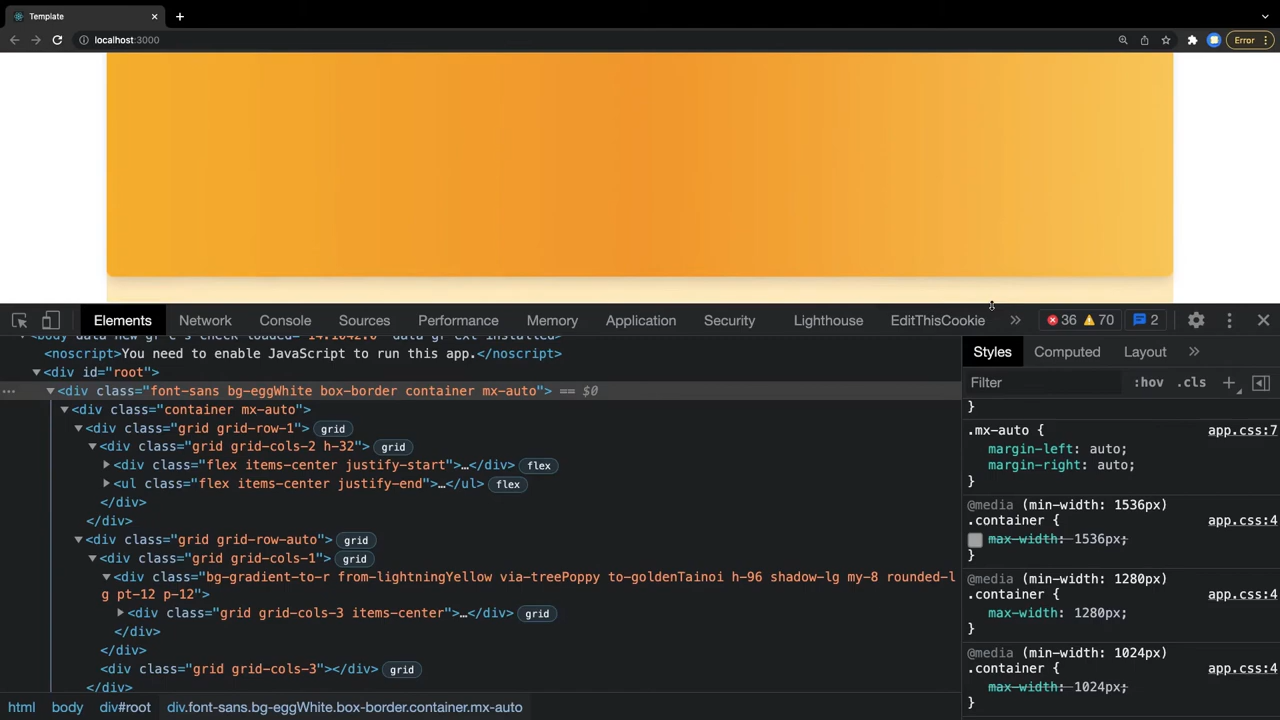 Template
localhost:3000
Error
Elements Network Console Sources Performance Memory Application Security Lighthouse EditThisCookie 36 70 2
<noscript>You need to enable JavaScript to run this app.</noscript>
<div id="root">
<div class="font-sans bg-eggWhite box-border container mx-auto"> == $0
<div class="container mx-auto">
<div class="grid grid-row-1"> grid
<div class="grid grid-cols-2 h-32"> grid
<div class="flex items-center justify-start">…</div> flex
<ul class="flex items-center justify-end">…</ul> flex
</div>
</div>
<div class="grid grid-row-auto"> grid
<div class="grid grid-cols-1"> grid
<div class="bg-gradient-to-r from-lightningYellow via-treePoppy to-goldenTainoi h-96 shadow-lg my-8 rounded-l
g pt-12 p-12">
<div class="grid grid-cols-3 items-center">…</div> grid
</div>
</div>
<div class="grid grid-cols-3"></div> grid
</div>
html body div#root div.font-sans.bg-eggWhite.box-border.container.mx-auto
Styles Computed Layout
Filter :hov .cls
}
.mx-auto { app.css:7
margin-left: auto;
margin-right: auto;
}
@media (min-width: 1536px)
.container { app.css:4
max-width: 1536px;
}
@media (min-width: 1280px)
.container { app.css:4
max-width: 1280px;
}
@media (min-width: 1024px)
.container { app.css:4
max-width: 1024px;
}